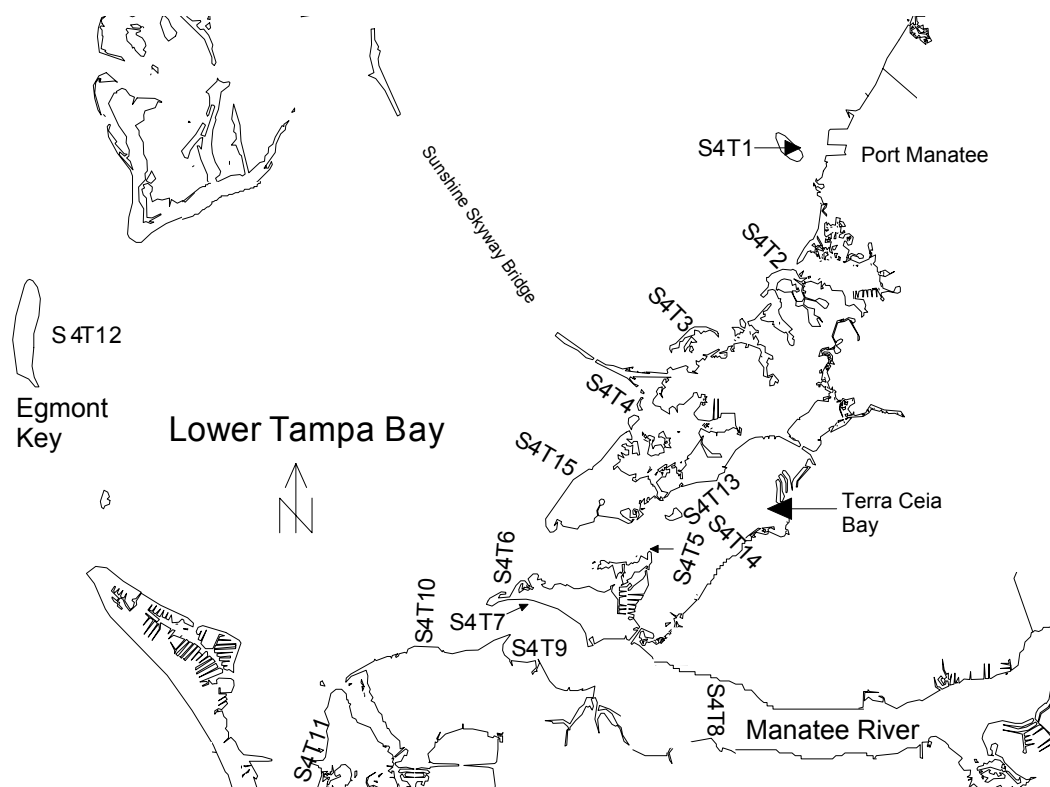 S4T1
Port Manatee
Sunshine Skyway Bridge
S4T2
S4T3
S4T12
Egmont
Key
S4T4
Lower Tampa Bay
S4T15
N
S4T13
Terra Ceia
Bay
S4T14
S4T5
S4T6
S4T10
S4T7
S4T9
S4T8
Manatee River
S4T11